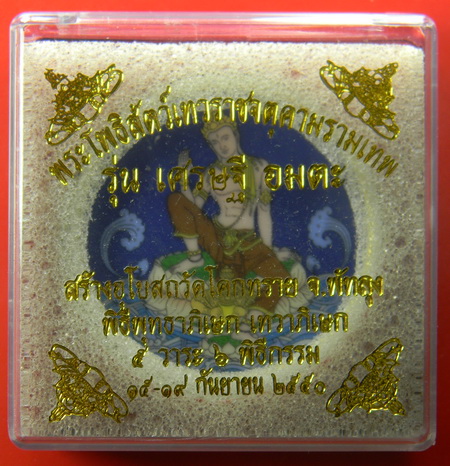 พระโพธิสัตว์เทวราชจตุคามรามเทพ
รุ่น เศรษฐี อมตะ
สร้างอุโบสถวัดโคกทราย จ.พัทลุง
พิธีพุทธาภิเษก เทวาภิเษก
๕ วาระ ๖ พิธีกรรม
๑๕-๑๙ กันยายน ๒๕๕๐